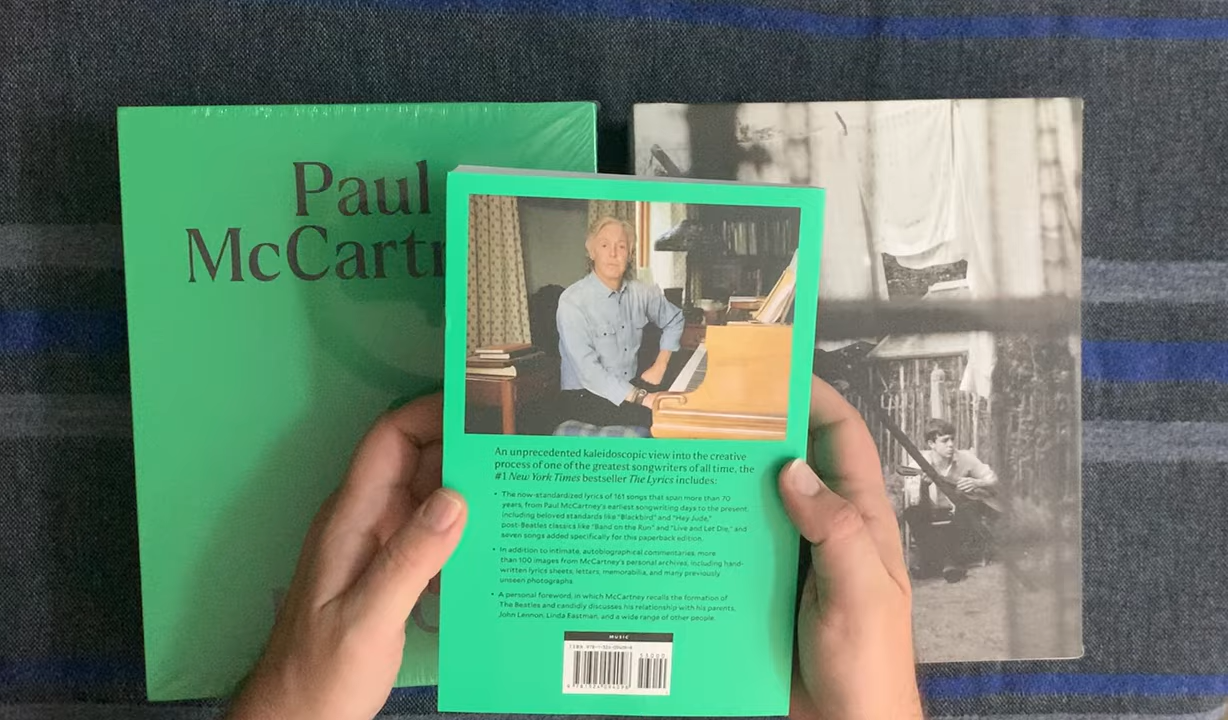 Paul
McCartn
An unprecedented kaleidoscopic view into the creative
process of one of the greatest songwriters of all time, the
#1 New York Times bestseller The Lyrics includes:
• The now-standardized lyrics of 161 songs that span more than 70
years, from Paul McCartney's earliest songwriting days to the present,
including beloved standards like "Blackbird" and "Hey Jude,"
post-Beatles classics like "Band on the Run" and "Live and Let Die," and
seven songs added specifically for this paperback edition.
• In addition to intimate, autobiographical commentaries, more
than 100 images from McCartney's personal archives, including hand-
written lyrics sheets, letters, memorabilia, and many previously
unseen photographs
• A personal foreword, in which McCartney recalls the formation of
The Beatles and candidly discusses his relationship with his parents,
John Lennon, Linda Eastman, and a wide range of other people.
MUSIC